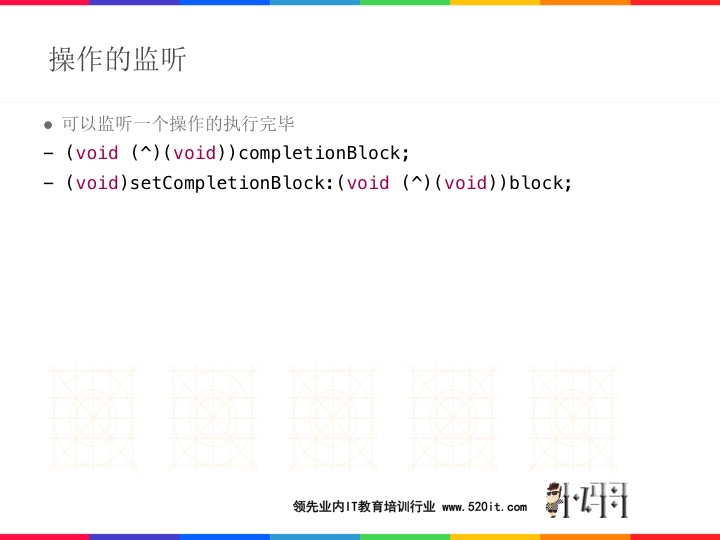 操作的监听
● 可以监听一个操作的执行完毕
- (void (^)(void))completionBlock;
- (void)setCompletionBlock:(void (^)(void))block;
领先业内IT教育培训行业 www.520it.com
小码哥